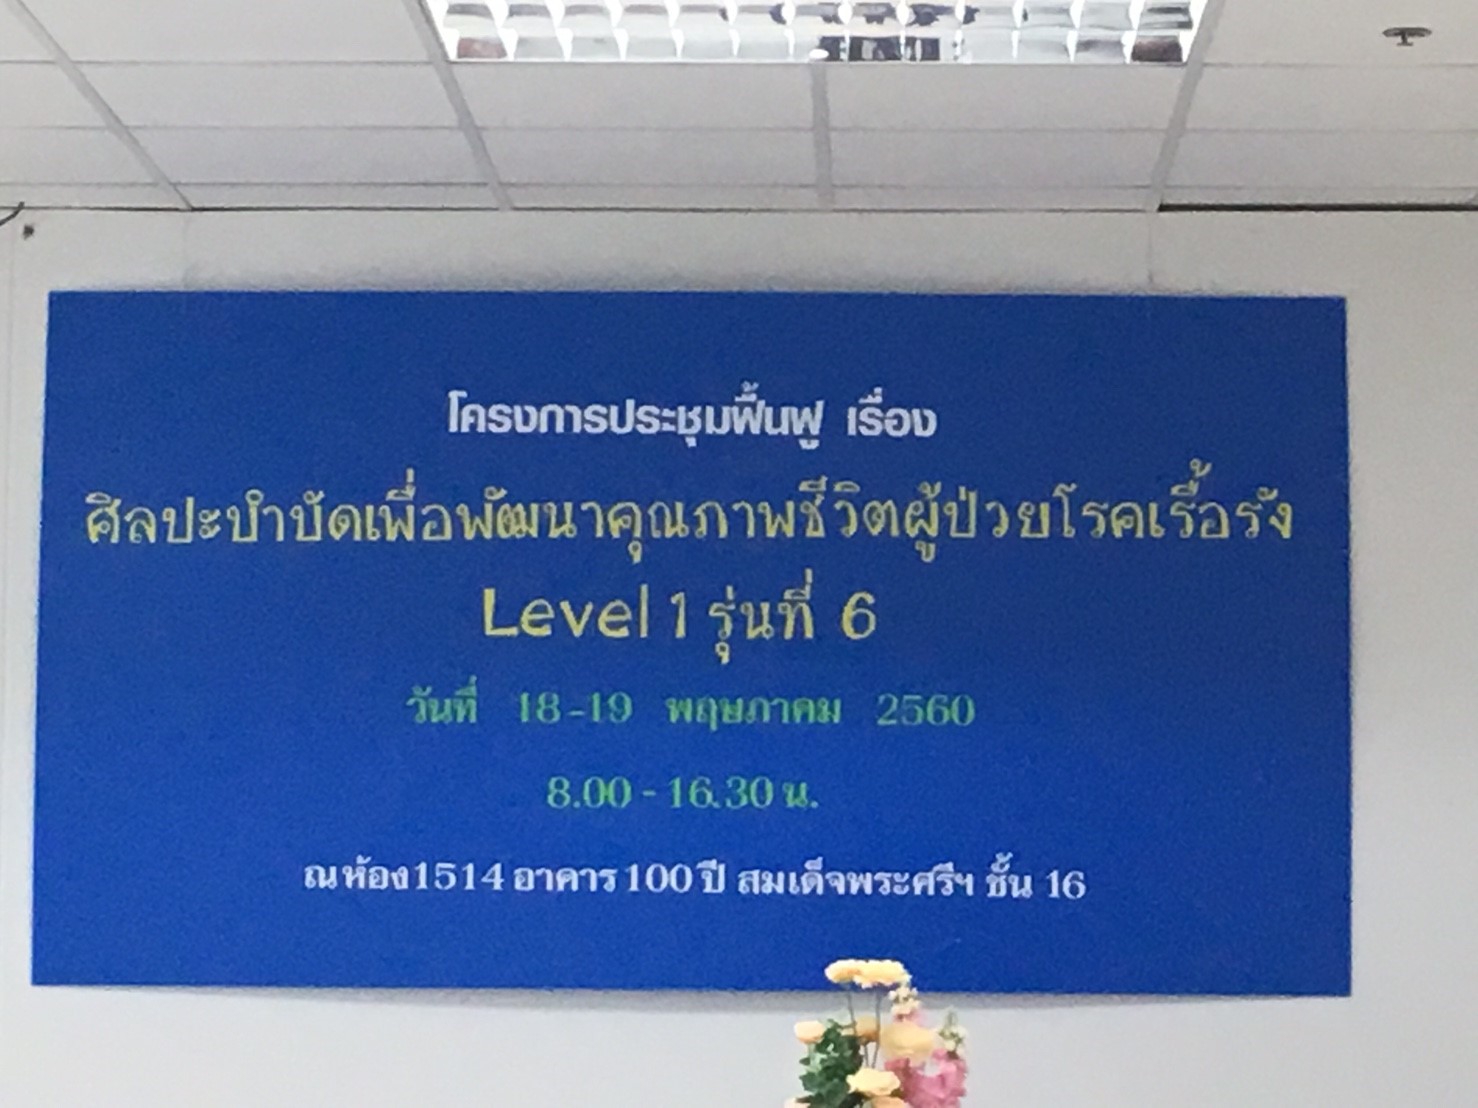 โครงการประชุมฟื้นฟู เรื่อง
ศิลปะบำบัดเพื่อพัฒนาคุณภาพชีวิตผู้ป่วยโรคเรื้อรัง
Level 1 รุ่นที่ 6
วันที่ 18-19 พฤษภาคม 2560
8.00 - 16.30 น.
ณ ห้อง 1514 อาคาร 100 ปี สมเด็จพระศรีฯ ชั้น 16